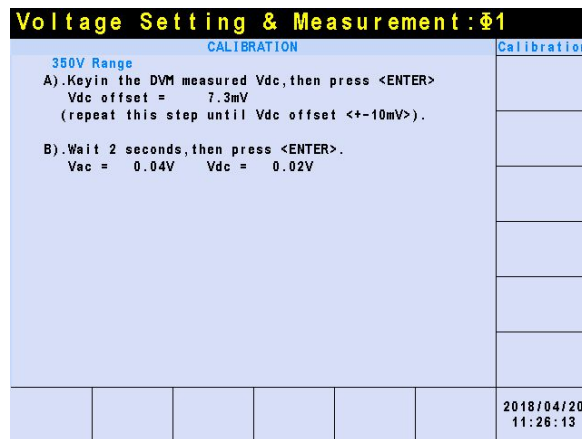 Voltage Setting & Measurement:Φ1
CALIBRATION
Calibration
350V Range
A).Keyin the DVM measured Vdc,then press <ENTER>
Vdc offset = 7.3mV
(repeat this step until Vdc offset <+-10mV>).
B).Wait 2 seconds,then press <ENTER>.
Vac = 0.04V Vdc = 0.02V
2018/04/20
11:26:13